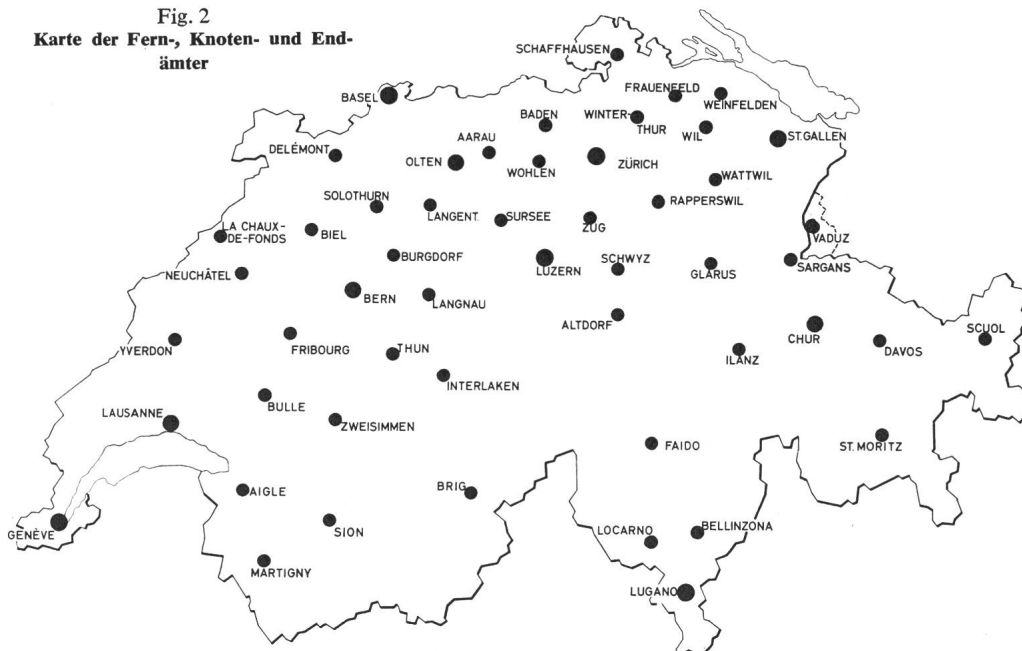 Fig. 2
Karte der Fern-, Knoten- und End-
ämter
SCHAFFHAUSEN
FRAUENFELD
WEINFELDEN
BASEL
BADEN
WINTER-
THUR
WIL
ST.GALLEN
AARAU
DELÉMONT
OLTEN
WOHLEN
ZÜRICH
WATTWIL
SOLOTHURN
LANGENT.
SURSEE
ZUG
RAPPERSWIL
LA CHAUX-
DE-FONDS
BIEL
VADUZ
BURGDORF
LUZERN
SCHWYZ
GLARUS
SARGANS
NEUCHÂTEL
BERN
LANGNAU
ALTDORF
CHUR
SCUOL
YVERDON
FRIBOURG
THUN
ILANZ
DAVOS
INTERLAKEN
BULLE
LAUSANNE
ZWEISIMMEN
FAIDO
ST.MORITZ
AIGLE
BRIG
GENÈVE
SION
LOCARNO
BELLINZONA
MARTIGNY
LUGANO